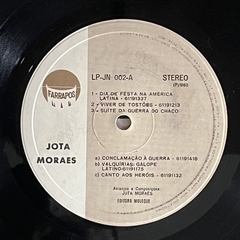 LP-JN 002-A STEREO
(P)1980
FARRAPOS
1 - DIA DE FESTA NA AMÉRICA
LATINA - 61191337
2 - VIVER DE TOSTÕES - 61191213
3 - SUÍTE DA GUERRA DO CHACO:
JOTA
MORAES
a) CONCLAMAÇÃO À GUERRA - 61191418
b) VALQUÍRIAS: GALOPE
LATINO-61191175
c) CANTO AOS HERÓIS - 61191132
Arranjos e Composições:
JOTA MORAES
EDITORA MOLEQUE